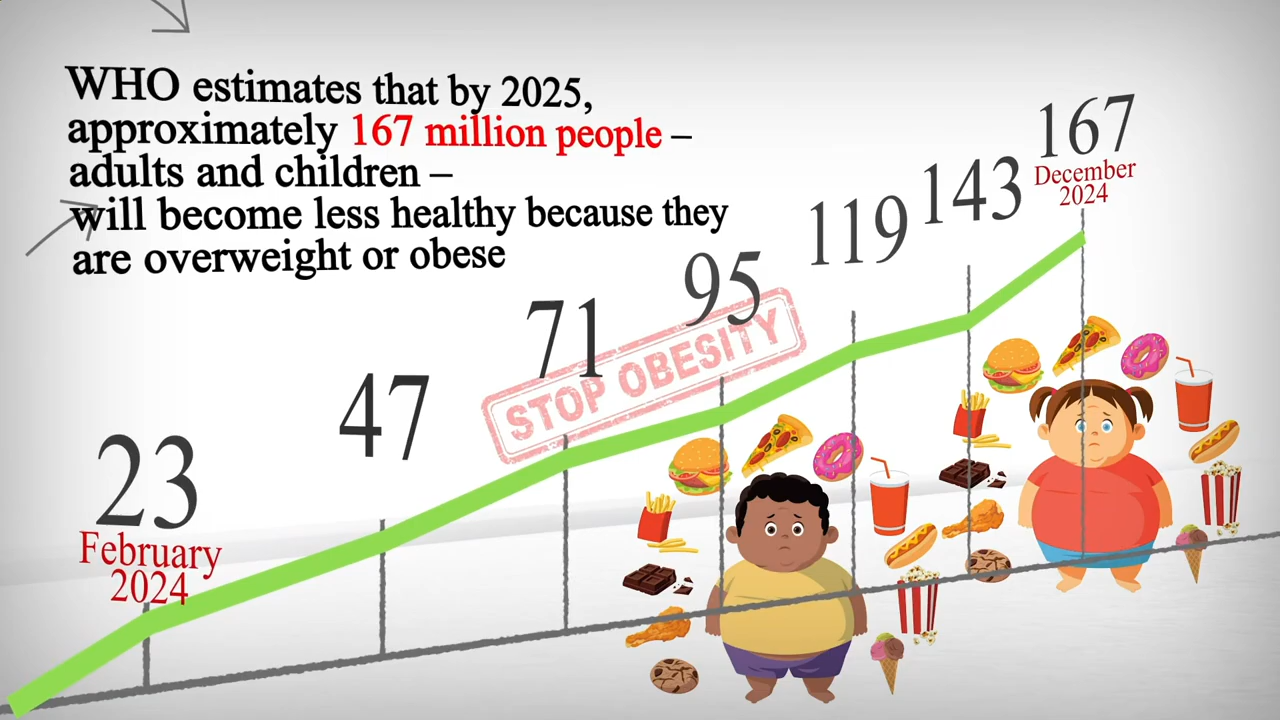 WHO estimates that by 2025,
approximately 167 million people –
adults and children –
will become less healthy because they
are overweight or obese
23
February
2024
47
71
STOP OBESITY
95
119
143
167
December
2024